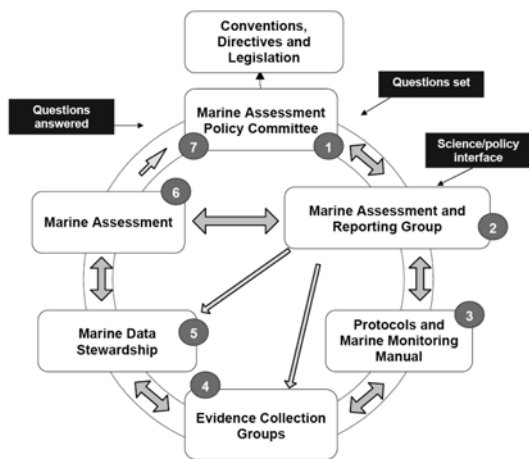 Conventions,
Directives and
Legislation
Questions set
Questions
answered
Marine Assessment
Policy Committee
7
1
Science/policy
interface
6
Marine Assessment
Marine Assessment and
Reporting Group
2
5
Marine Data
Stewardship
3
Protocols and
Marine Monitoring
Manual
4
Evidence Collection
Groups